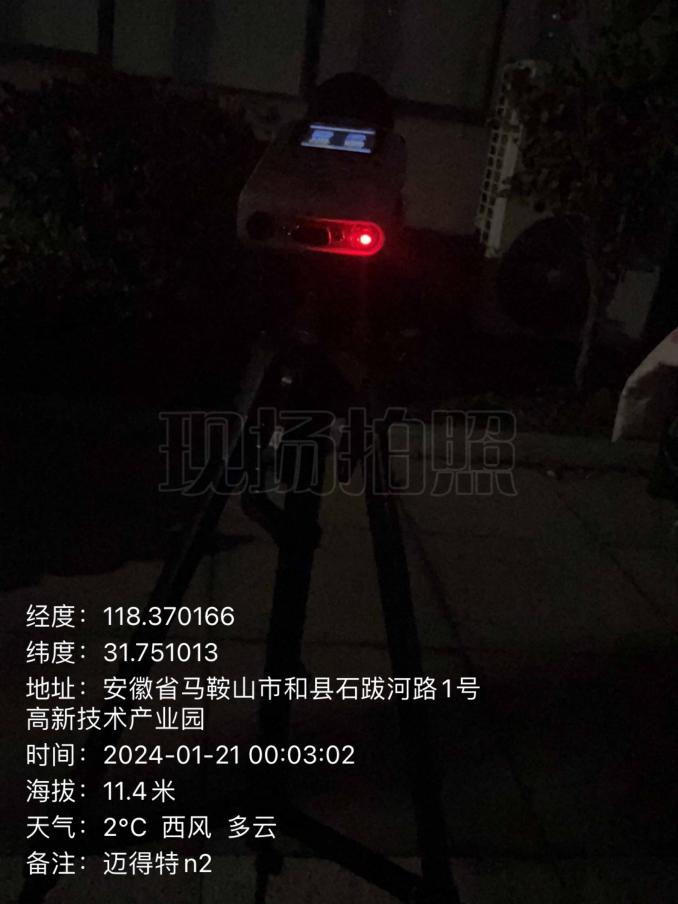 现场拍照
经度：118.370166
纬度：31.751013
地址：安徽省马鞍山市和县石跋河路1号
高新技术产业园
时间：2024-01-21 00:03:02
海拔：11.4米
天气：2℃ 西风 多云
备注：迈得特n2